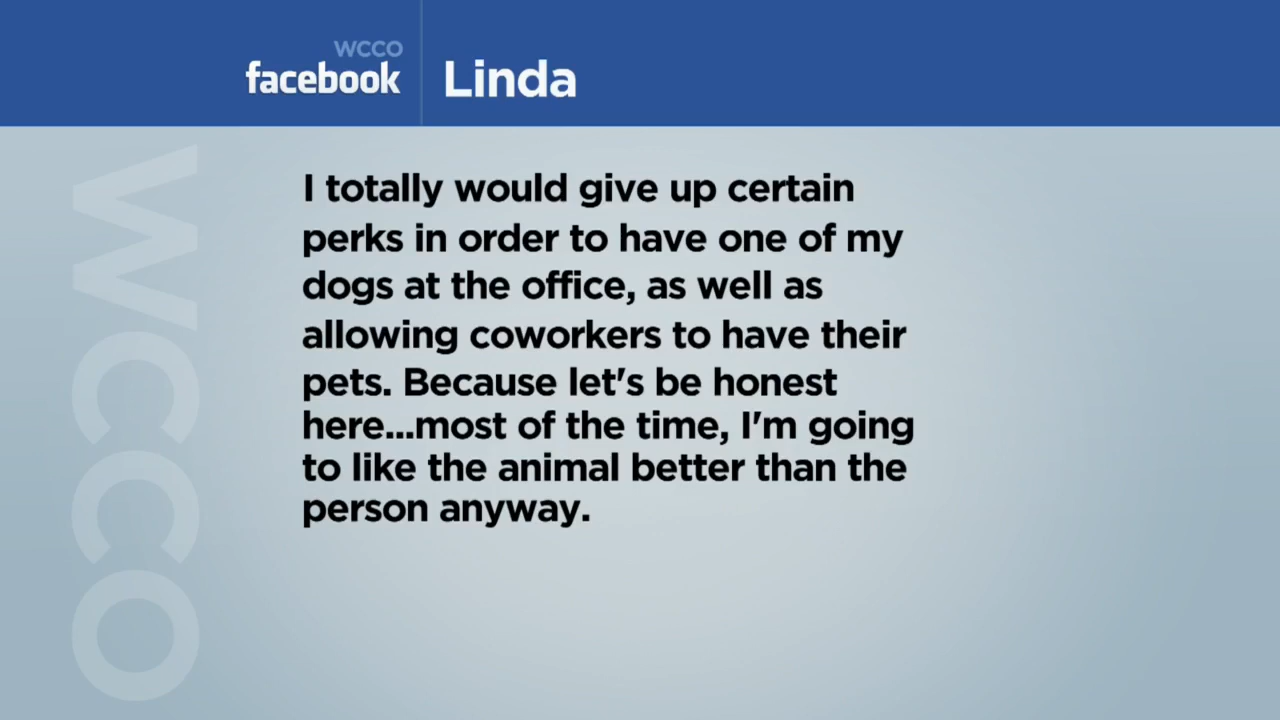 WCCO
facebook
Linda
I totally would give up certain
perks in order to have one of my
dogs at the office, as well as
allowing coworkers to have their
pets. Because let's be honest
here...most of the time, I'm going
to like the animal better than the
person anyway.
WCCO